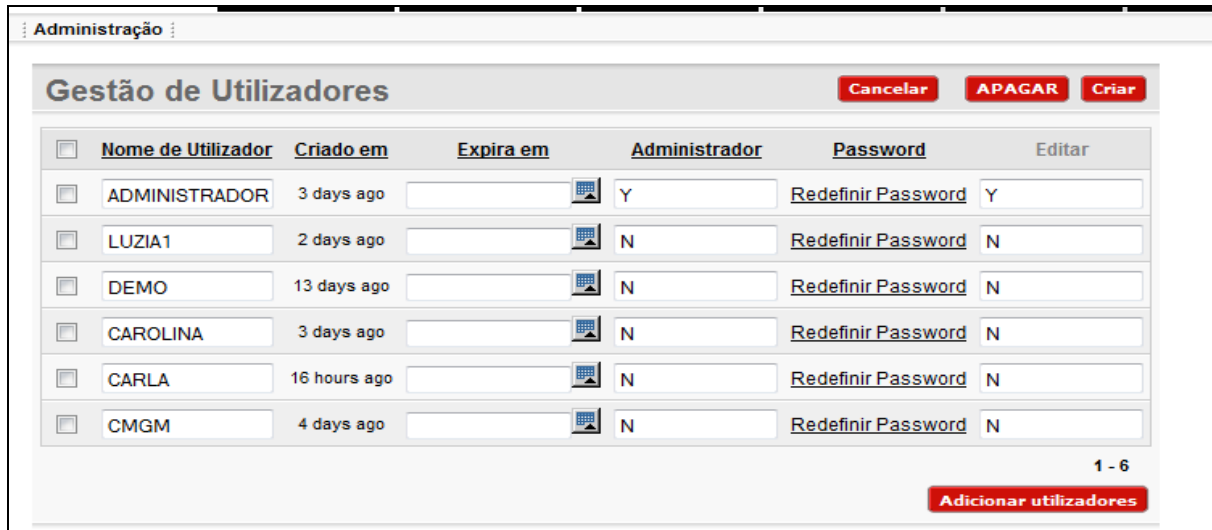 Administração
Gestão de Utilizadores Cancelar APAGAR Criar
Nome de Utilizador Criado em Expira em Administrador Password Editar
ADMINISTRADOR 3 days ago Y Redefinir Password Y
LUZIA1 2 days ago N Redefinir Password N
DEMO 13 days ago N Redefinir Password N
CAROLINA 3 days ago N Redefinir Password N
CARLA 16 hours ago N Redefinir Password N
CMGM 4 days ago N Redefinir Password N
1 - 6
Adicionar utilizadores